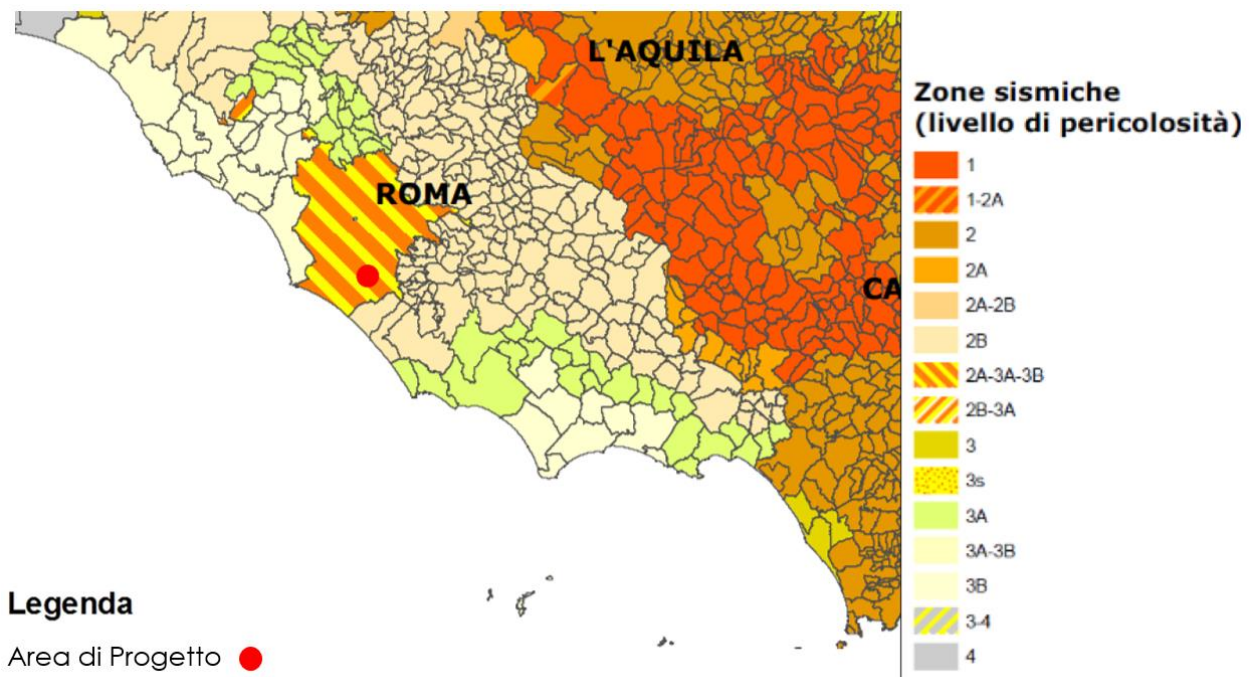 L'AQUILA
ROMA
CA
Zone sismiche
(livello di pericolosità)
1
1-2A
2
2A
2A-2B
2B
2A-3A-3B
2B-3A
3
3s
3A
3A-3B
3B
3-4
4
Legenda
Area di Progetto